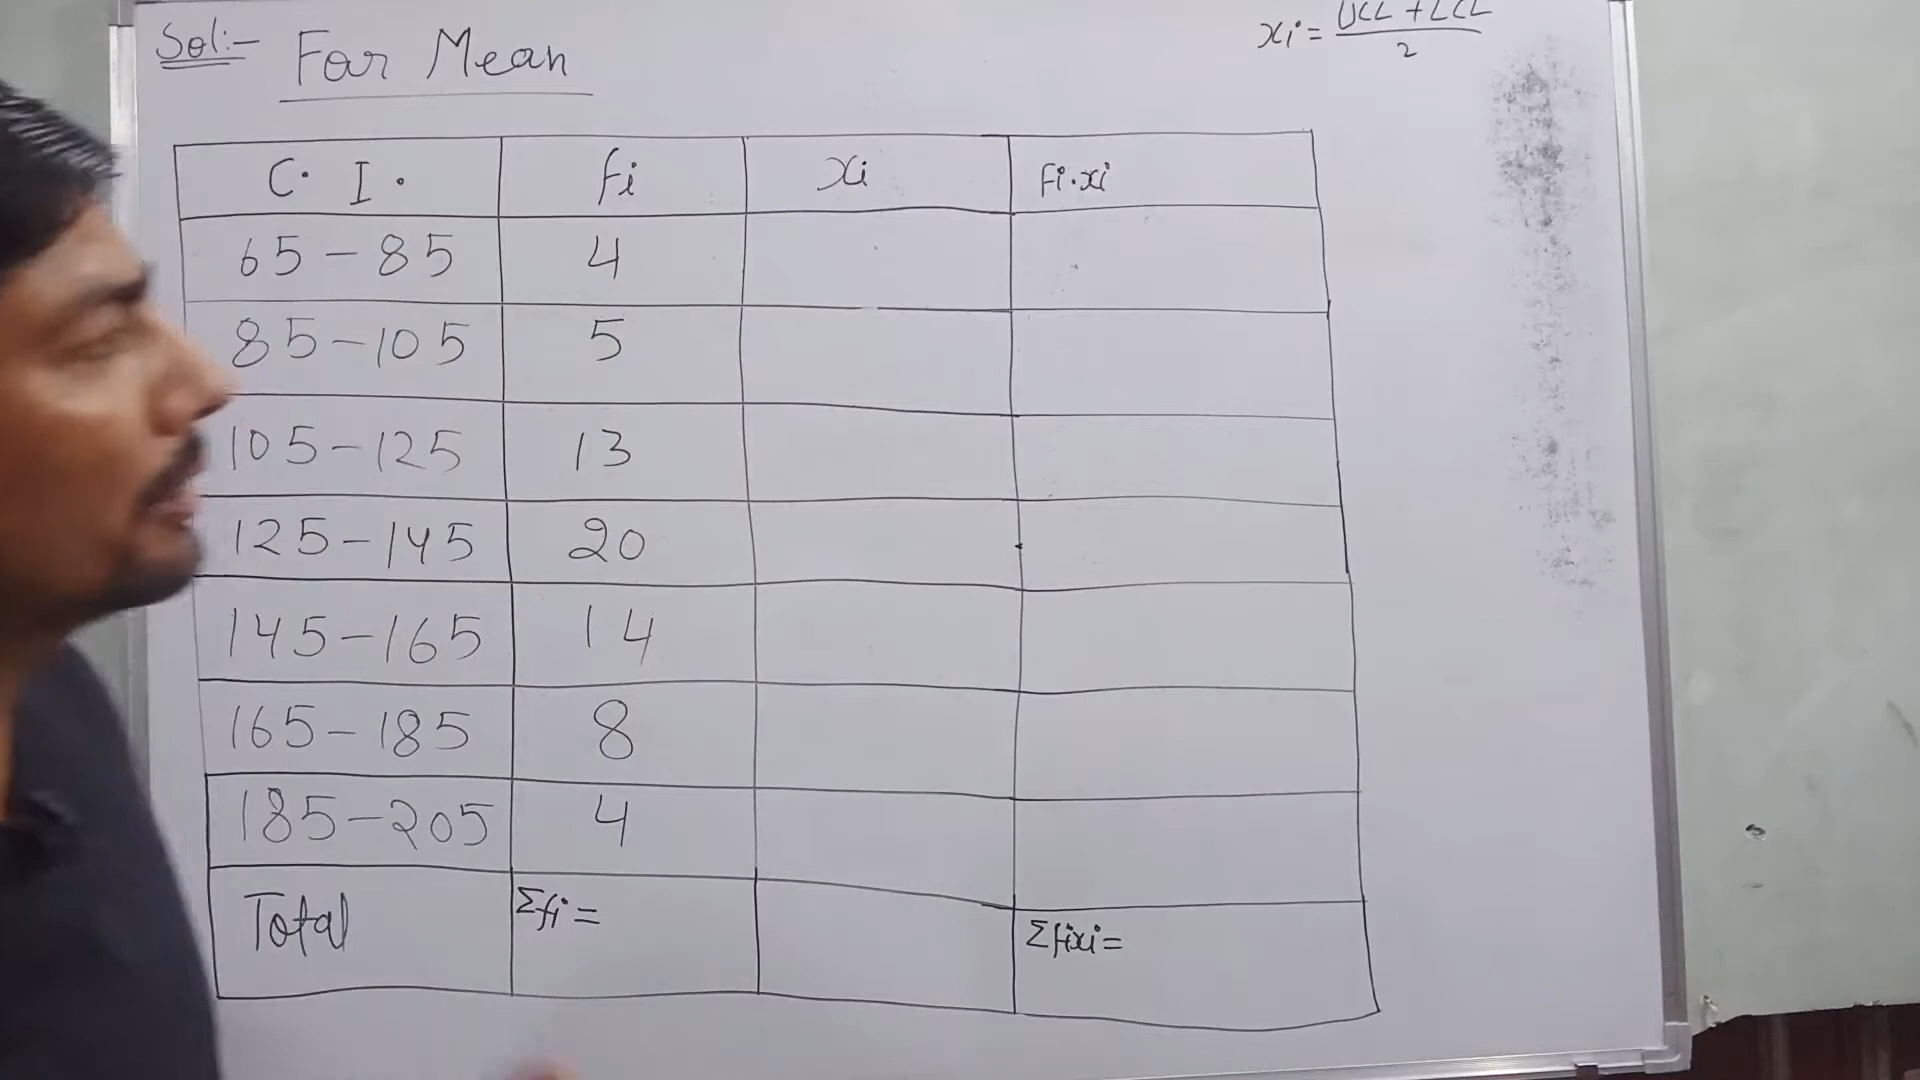 Sol:- For Mean
xi = UCL + LCL / 2
C. I. fi xi fi.xi
65-85 4
85-105 5
105-125 13
125-145 20
145-165 14
165-185 8
185-205 4
Total Σfi = Σfixi =